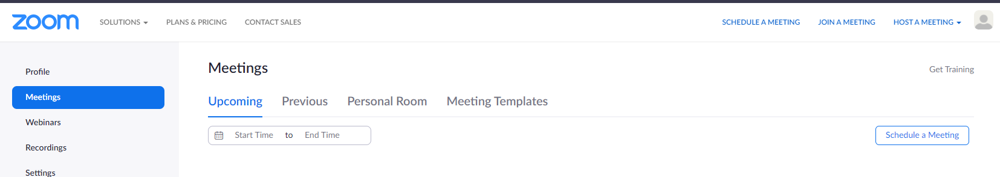 zoom SOLUTIONS PLANS & PRICING CONTACT SALES SCHEDULE A MEETING JOIN A MEETING HOST A MEETING
Profile
Meetings
Webinars
Recordings
Settings
Meetings
Get Training
Upcoming Previous Personal Room Meeting Templates
Start Time to End Time
Schedule a Meeting